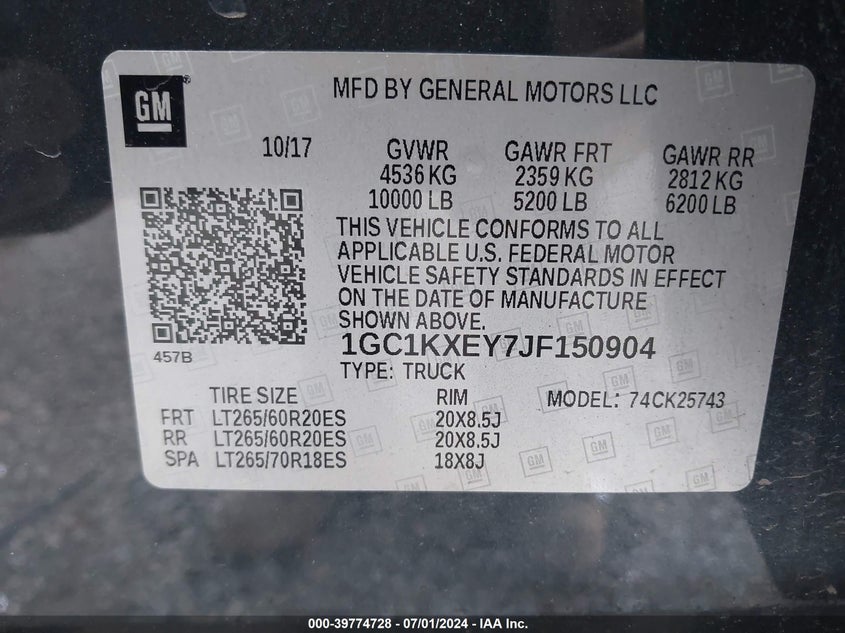 GM
MFD BY GENERAL MOTORS LLC
10/17 GVWR GAWR FRT GAWR RR
4536 KG 2359 KG 2812 KG
10000 LB 5200 LB 6200 LB
THIS VEHICLE CONFORMS TO ALL
APPLICABLE U.S. FEDERAL MOTOR
VEHICLE SAFETY STANDARDS IN EFFECT
ON THE DATE OF MANUFACTURE
SHOWN ABOVE.
457B
1GC1KXEY7JF150904
TYPE: TRUCK
TIRE SIZE RIM MODEL: 74CK25743
FRT LT265/60R20ES 20X8.5J
RR LT265/60R20ES 20X8.5J
SPA LT265/70R18ES 18X8J
000-39774728 - 07/01/2024 - IAA Inc.